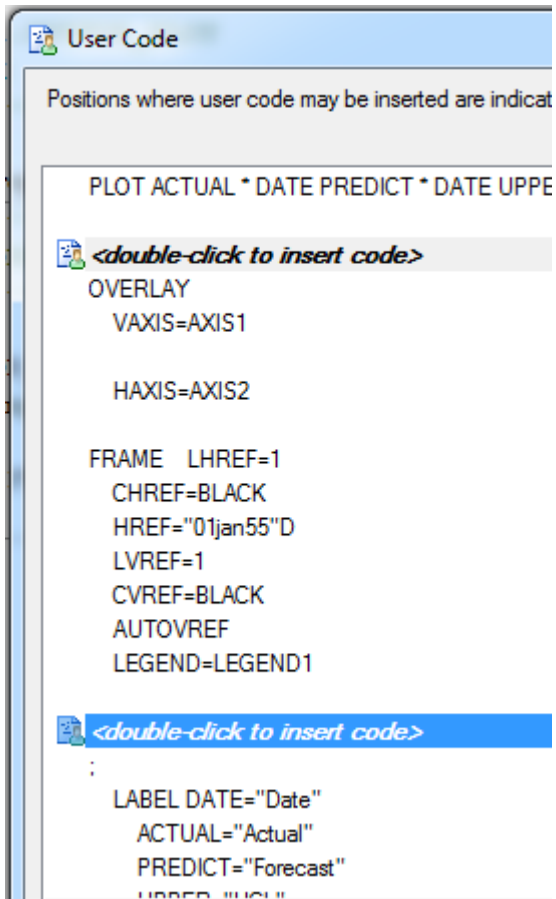 User Code
Positions where user code may be inserted are indicat
PLOT ACTUAL * DATE PREDICT * DATE UPPE
<double-click to insert code>
OVERLAY
VAXIS=AXIS1
HAXIS=AXIS2
FRAME    LHREF=1
CHREF=BLACK
HREF="01jan55"D
LVREF=1
CVREF=BLACK
AUTOVREF
LEGEND=LEGEND1
<double-click to insert code>
;
LABEL DATE="Date"
ACTUAL="Actual"
PREDICT="Forecast"
UPPER="UCL"